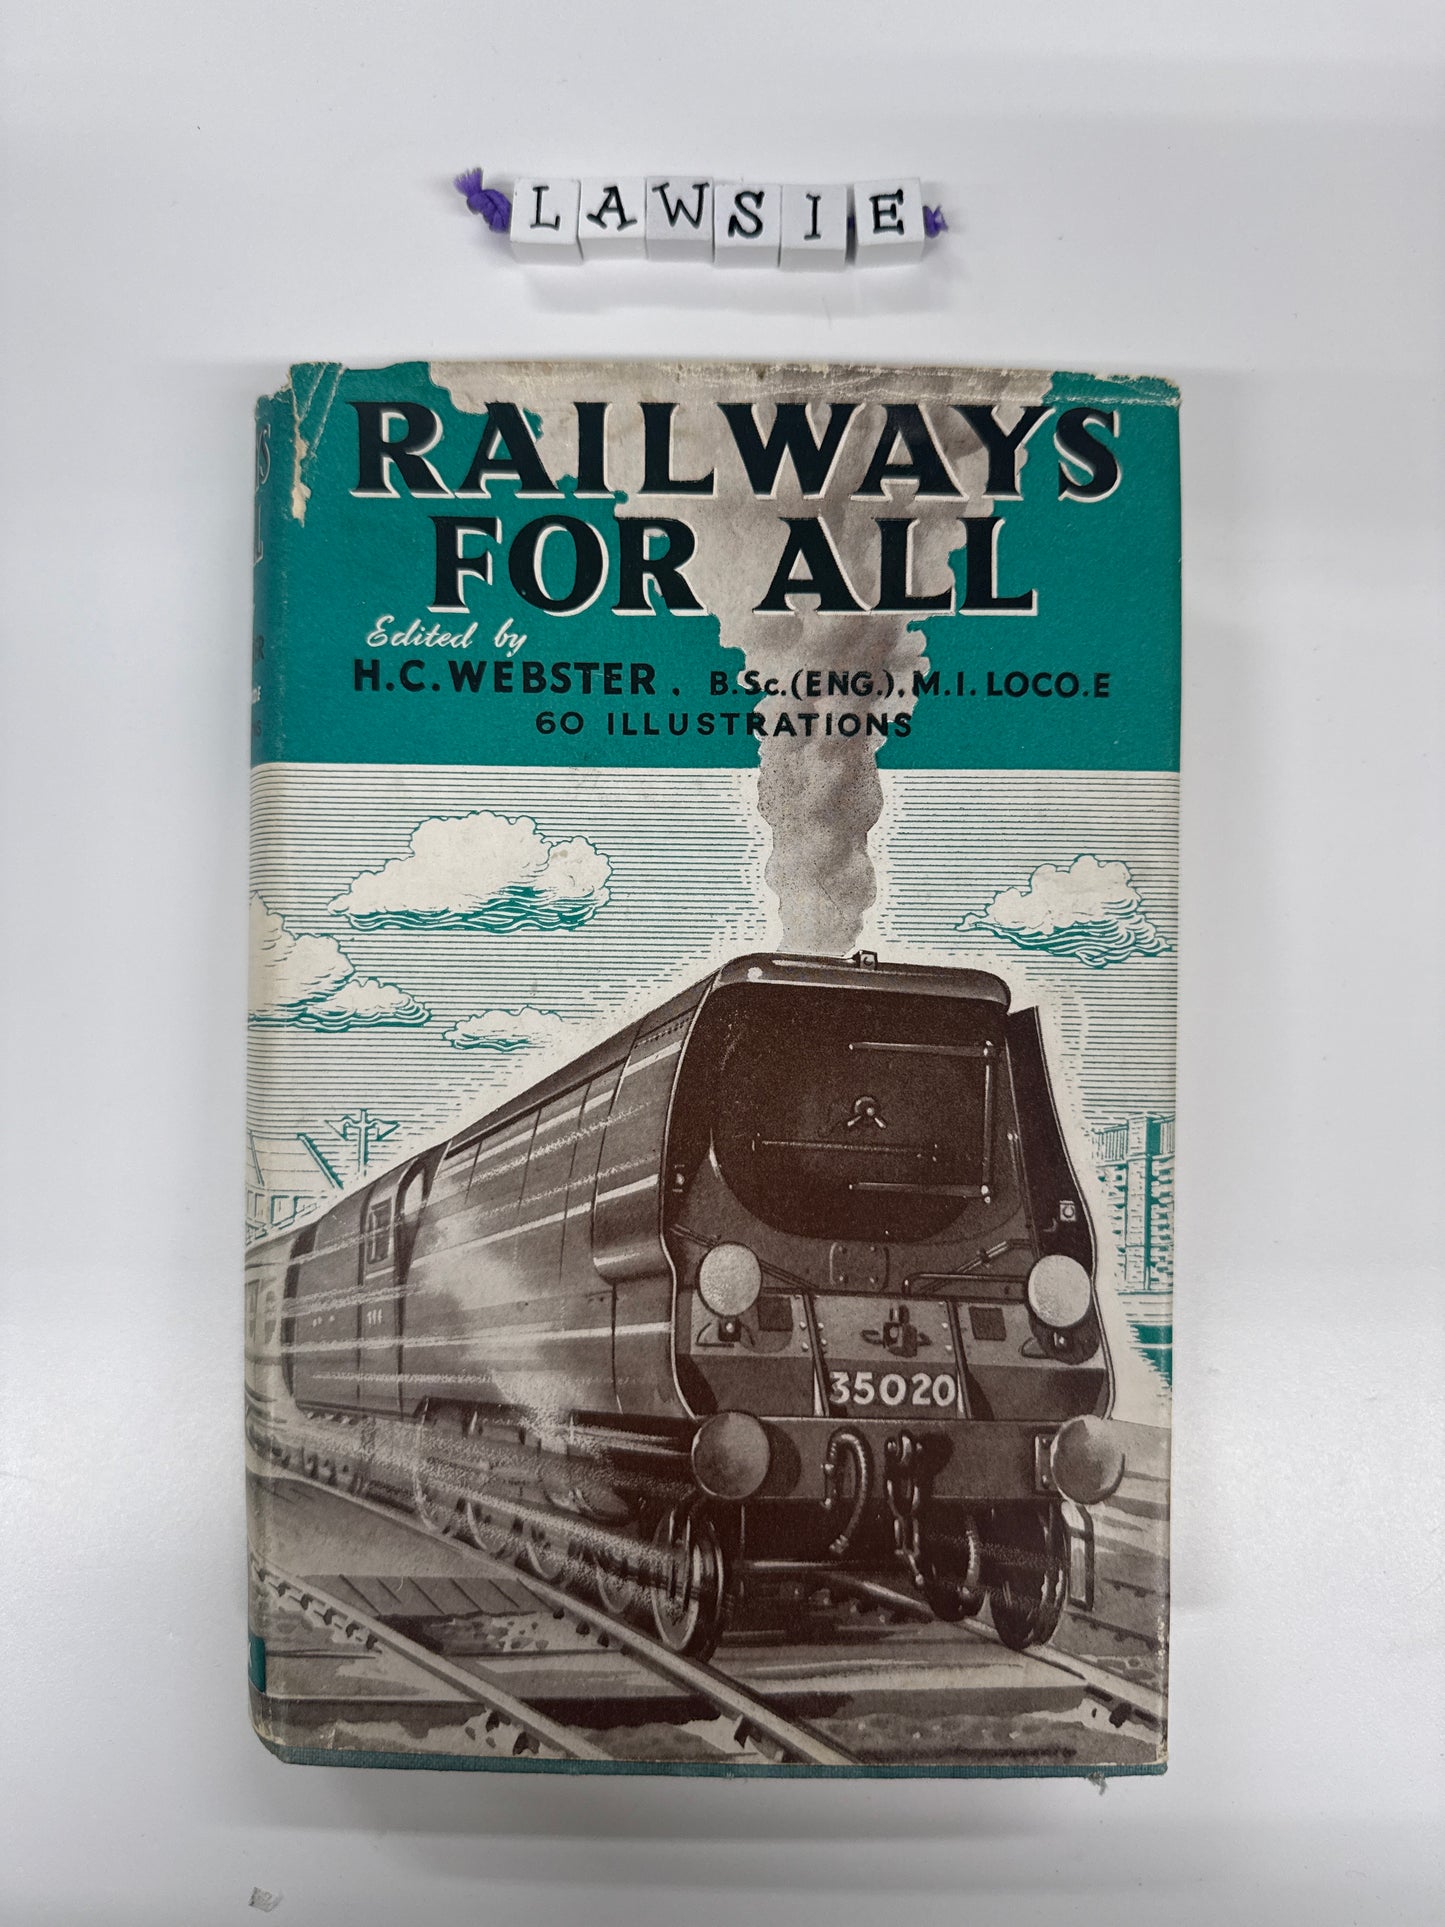 LAWSIE
RAILWAYS
FOR ALL
Edited by
H.C. WEBSTER. B.Sc.(ENG.). M.I. LOCO.E
60 ILLUSTRATIONS
35020